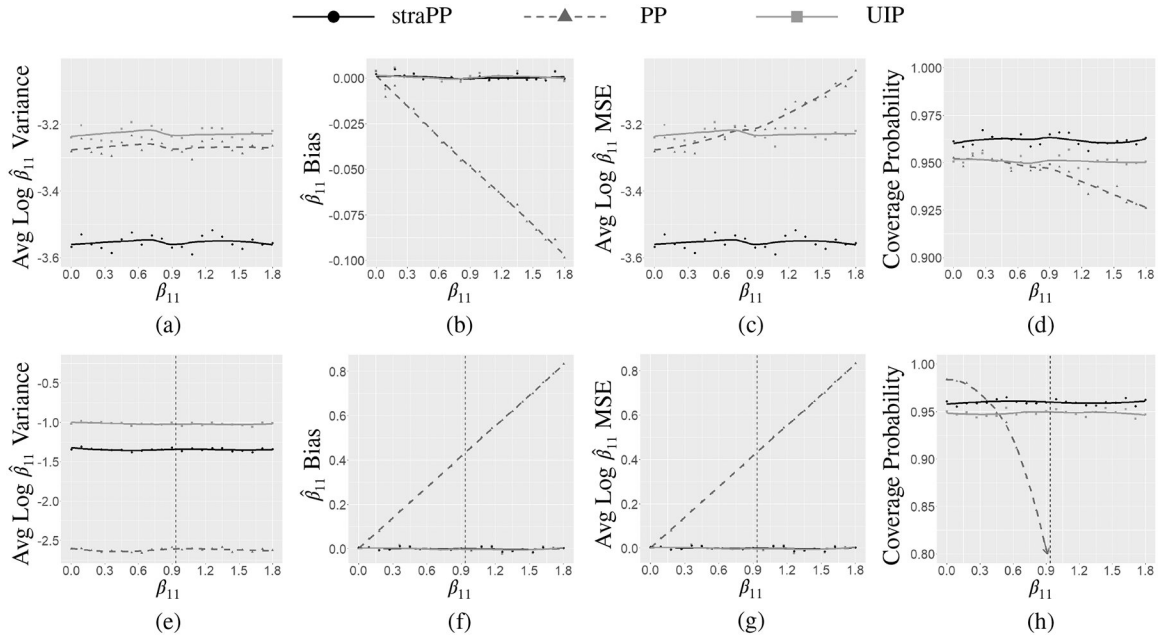 straPP PP UIP
Avg Log β̂₁₁ Variance
-3.2
-3.4
-3.6
0.0 0.3 0.6 0.9 1.2 1.5 1.8
β₁₁
(a)
β̂₁₁ Bias
0.000
-0.025
-0.050
-0.075
-0.100
0.0 0.3 0.6 0.9 1.2 1.5 1.8
β₁₁
(b)
Avg Log β̂₁₁ MSE
-3.2
-3.4
-3.6
0.0 0.3 0.6 0.9 1.2 1.5 1.8
β₁₁
(c)
Coverage Probability
1.000
0.975
0.950
0.925
0.900
0.0 0.3 0.6 0.9 1.2 1.5 1.8
β₁₁
(d)
Avg Log β̂₁₁ Variance
-0.5
-1.0
-1.5
-2.0
-2.5
0.0 0.3 0.6 0.9 1.2 1.5 1.8
β₁₁
(e)
β̂₁₁ Bias
0.8
0.6
0.4
0.2
0.0
0.0 0.3 0.6 0.9 1.2 1.5 1.8
β₁₁
(f)
Avg Log β̂₁₁ MSE
0.8
0.6
0.4
0.2
0.0
0.0 0.3 0.6 0.9 1.2 1.5 1.8
β₁₁
(g)
Coverage Probability
1.00
0.95
0.90
0.85
0.80
0.0 0.3 0.6 0.9 1.2 1.5 1.8
β₁₁
(h)